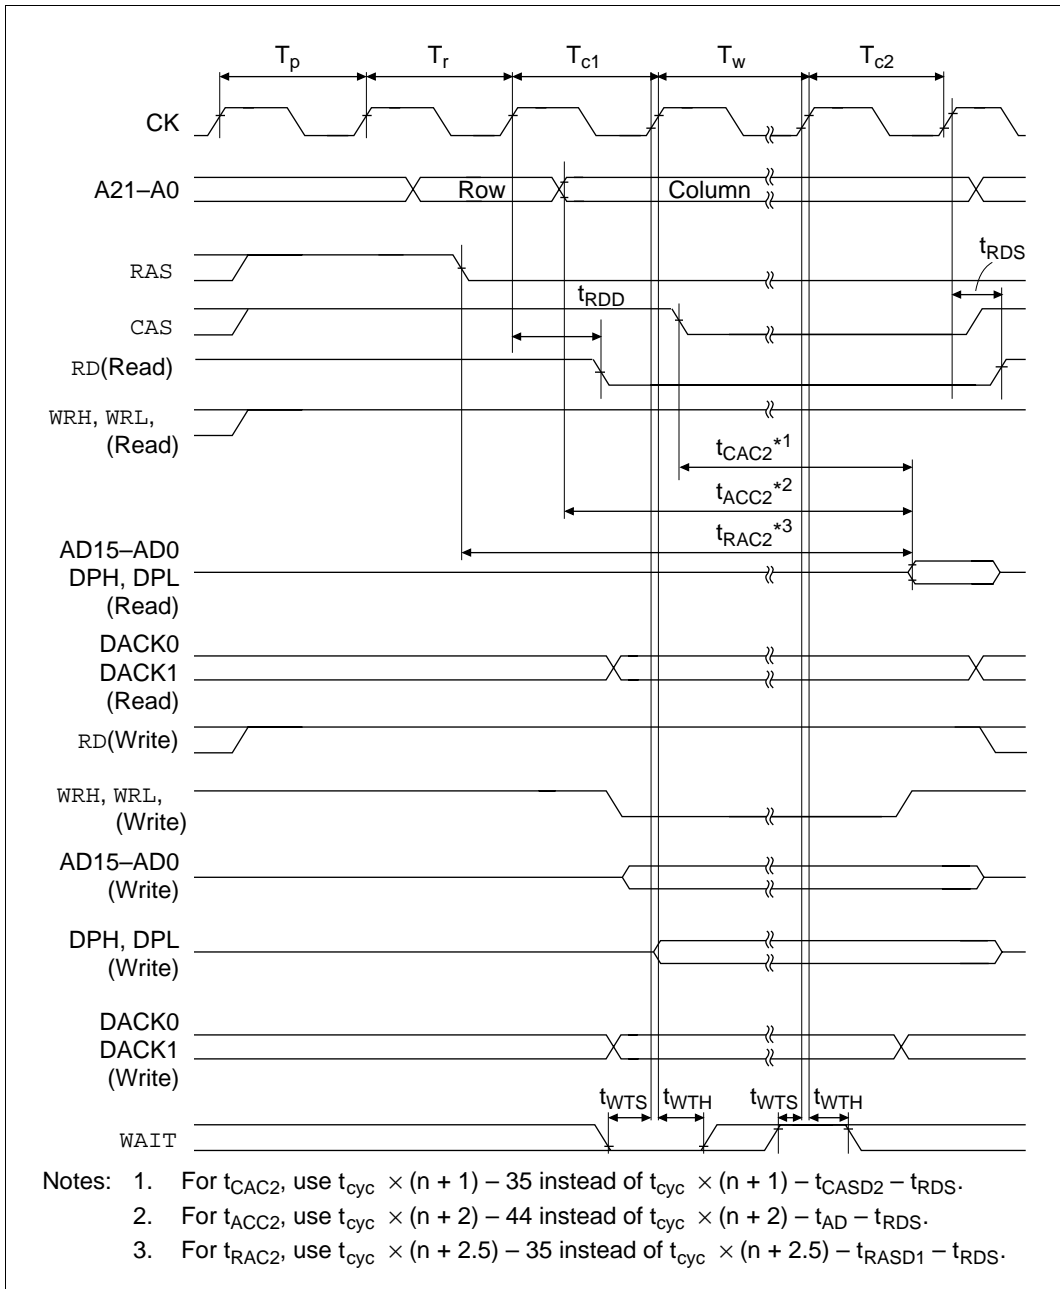 Tp Tr Tc1 Tw Tc2
CK
A21–A0 Row Column
RAS tRDS
tRDD
CAS
RD(Read)
WRH, WRL,
(Read)
tCAC2*1
tACC2*2
tRAC2*3
AD15–AD0
DPH, DPL
(Read)
DACK0
DACK1
(Read)
RD(Write)
WRH, WRL,
(Write)
AD15–AD0
(Write)
DPH, DPL
(Write)
DACK0
DACK1
(Write)
tWTS tWTH tWTS tWTH
WAIT
Notes: 1. For tCAC2, use tcyc × (n + 1) – 35 instead of tcyc × (n + 1) – tCASD2 – tRDS.
2. For tACC2, use tcyc × (n + 2) – 44 instead of tcyc × (n + 2) – tAD – tRDS.
3. For tRAC2, use tcyc × (n + 2.5) – 35 instead of tcyc × (n + 2.5) – tRASD1 – tRDS.